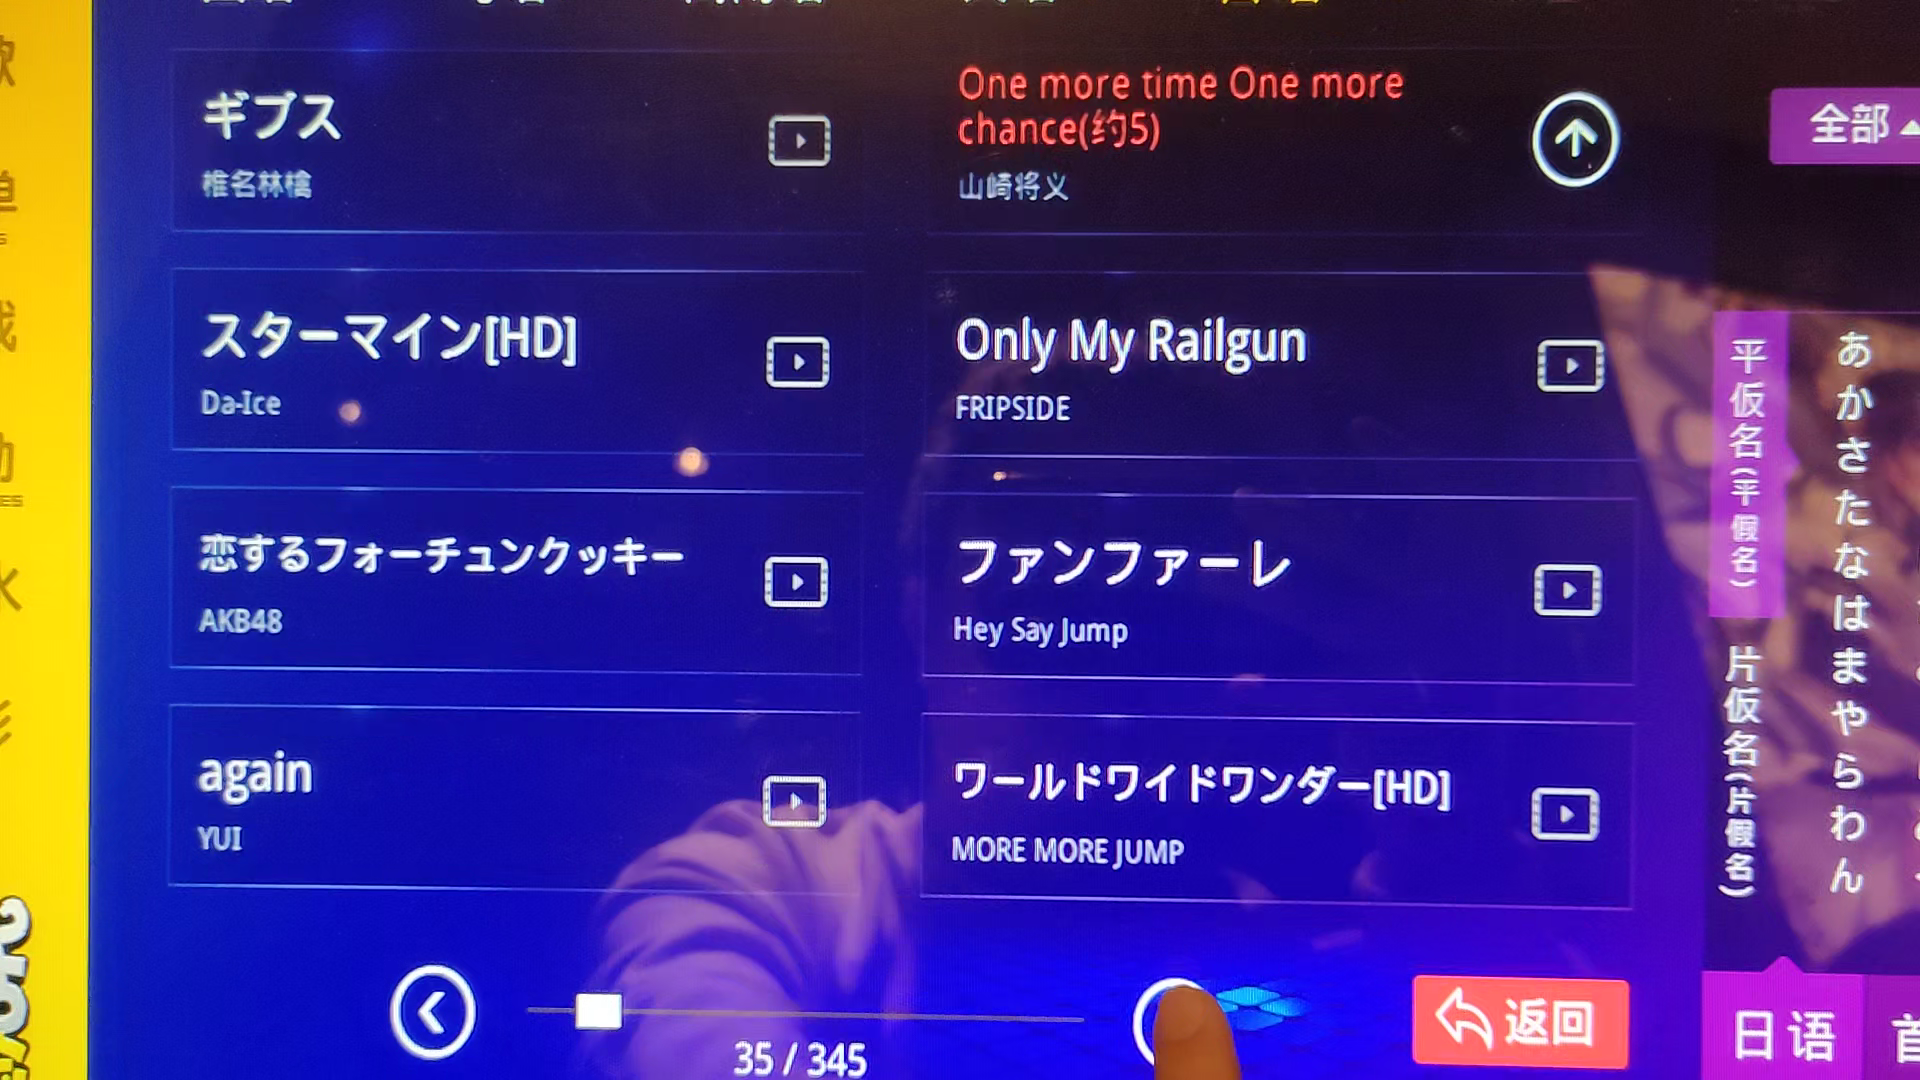 ギブス
椎名林檎
One more time One more
chance(约5)
山崎将义
全部
スターマイン[HD]
Da-Ice
Only My Railgun
FRIPSIDE
恋するフォーチュンクッキー
AKB48
ファンファーレ
Hey Say Jump
again
YUI
ワールドワイドワンダー[HD]
MORE MORE JUMP
平仮名(平假名)
片仮名(片假名)
あかさたなはまやらわん
35 / 345
返回
日语